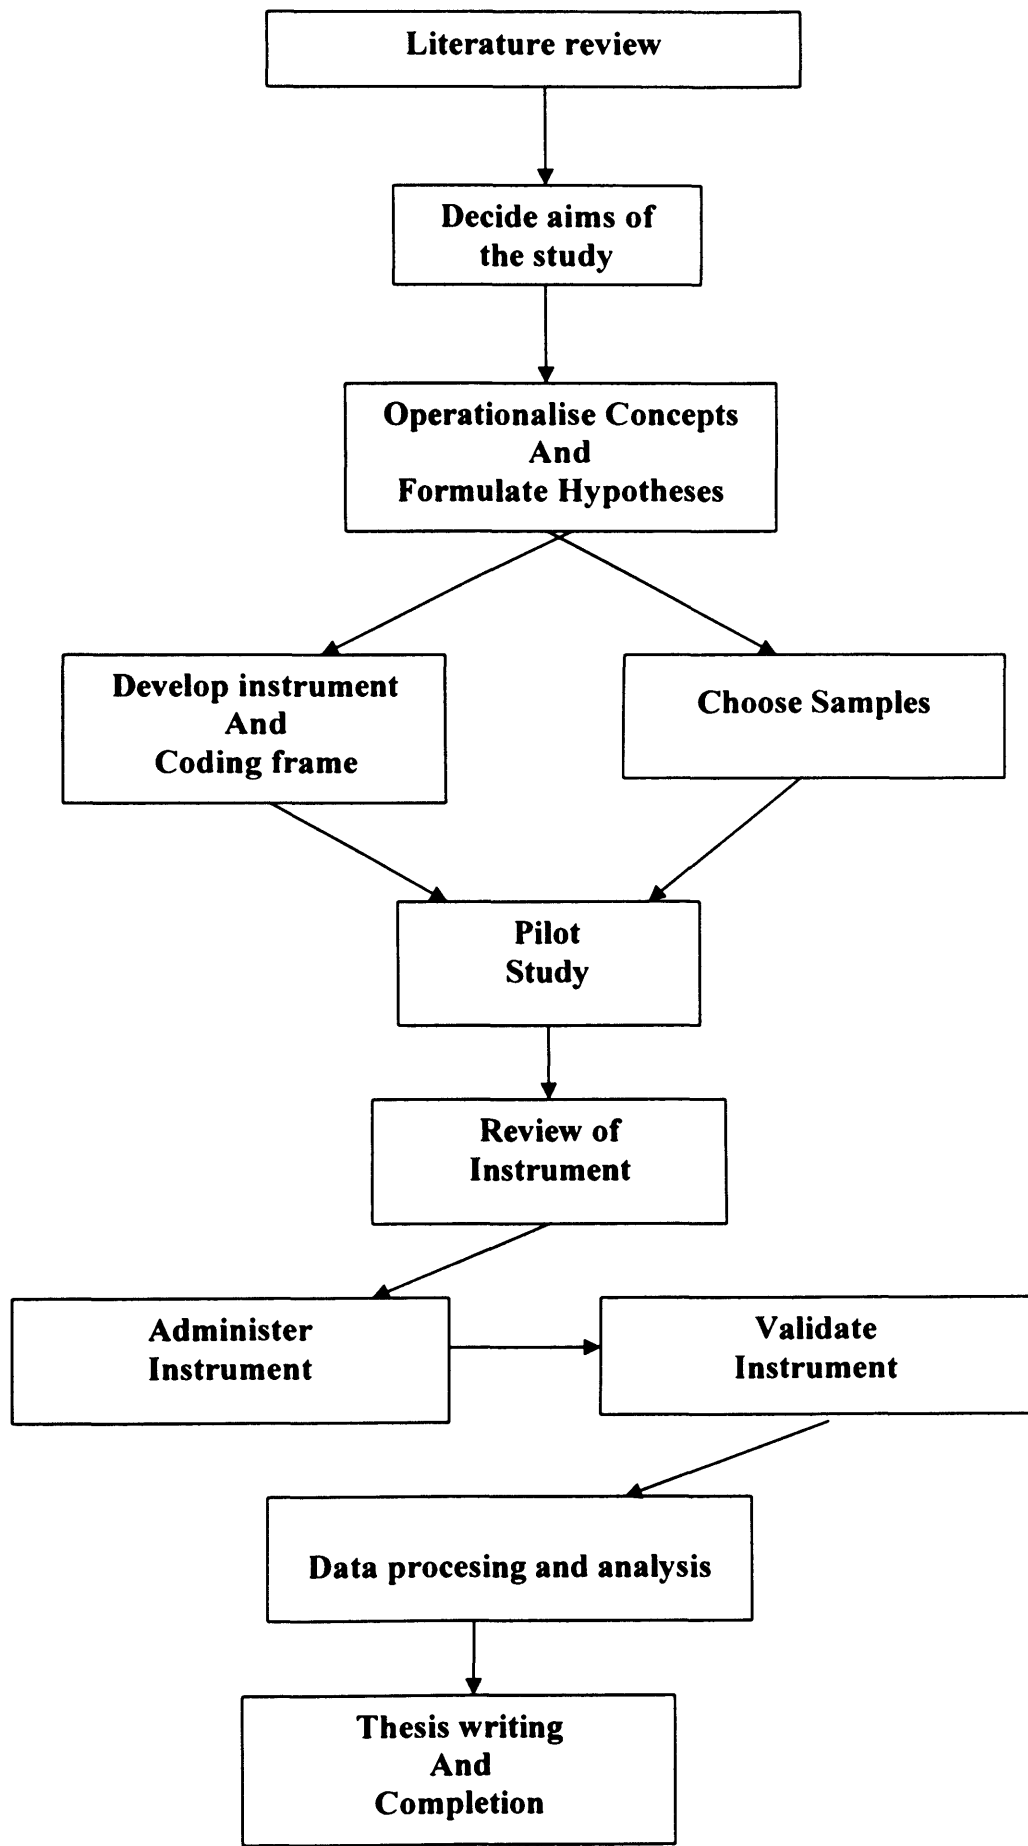 Literature review
Decide aims of
the study
Operationalise Concepts
And
Formulate Hypotheses
Develop instrument
And
Coding frame
Choose Samples
Pilot
Study
Review of
Instrument
Administer
Instrument
Validate
Instrument
Data procesing and analysis
Thesis writing
And
Completion